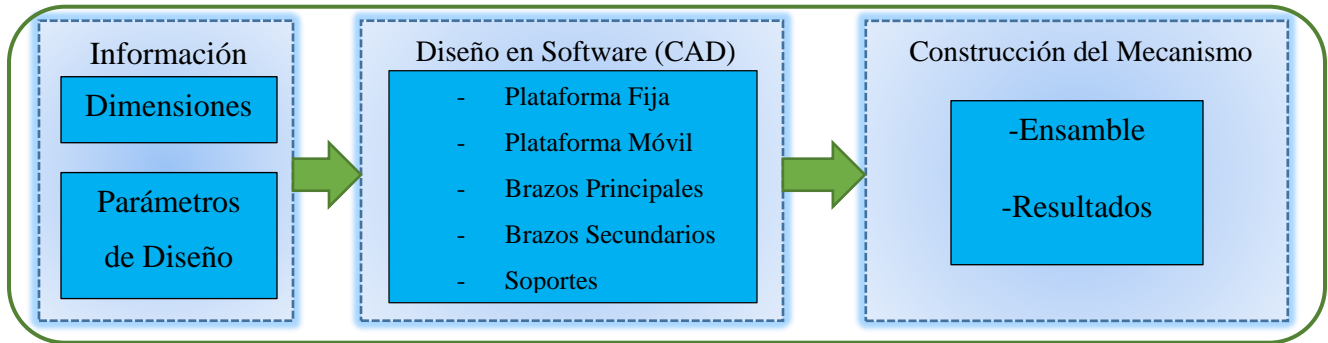 Información
Dimensiones
Parámetros
de Diseño
Diseño en Software (CAD)
- Plataforma Fija
- Plataforma Móvil
- Brazos Principales
- Brazos Secundarios
- Soportes
Construcción del Mecanismo
-Ensamble
-Resultados